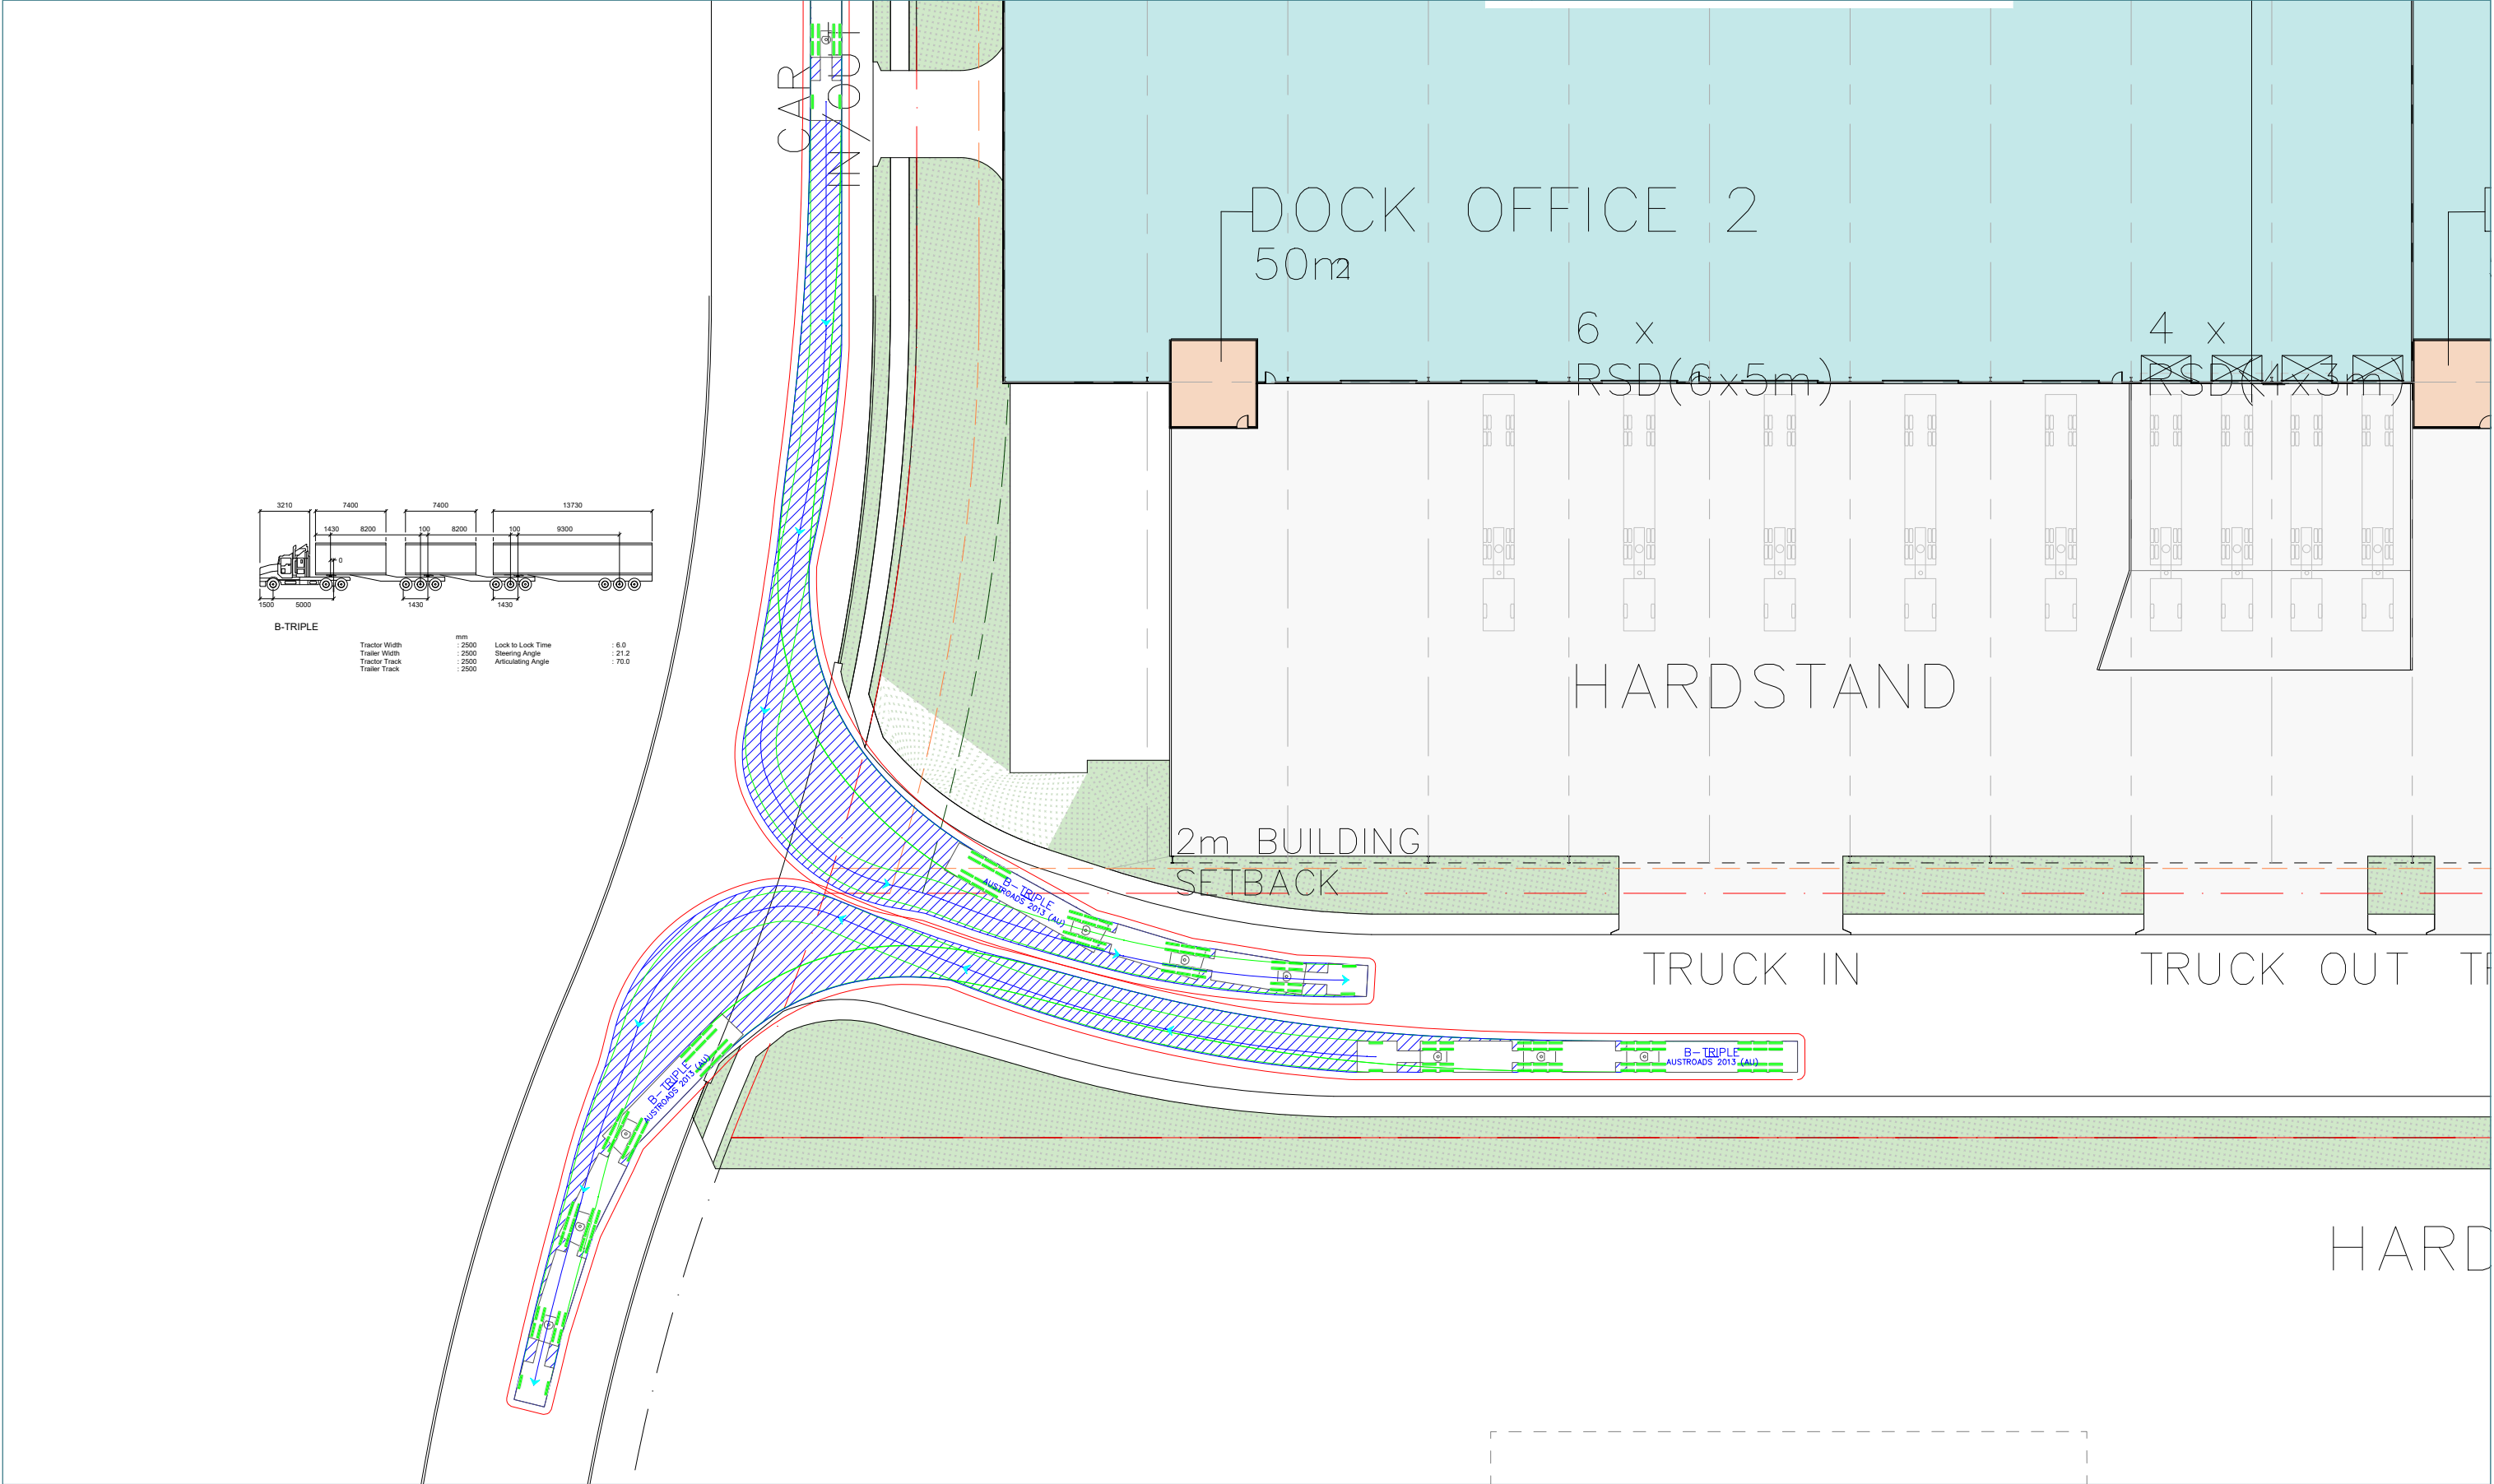 CAR
IN/OUT
DOCK OFFICE 2
50m2
6 x
RSD(6x5m)
4 x
RSD(4x3m)
3210 7400 7400 13730
1430 8200 100 8200 100 9300
0
1500 5000 1430 1430
B-TRIPLE
mm
Tractor Width : 2500 Lock to Lock Time : 6.0
Trailer Width : 2500 Steering Angle : 21.2
Tractor Track : 2500 Articulating Angle : 70.0
Trailer Track : 2500
HARDSTAND
2m BUILDING
SETBACK
B-TRIPLE
AUSTROADS 2013 (AU)
TRUCK IN
TRUCK OUT
B-TRIPLE
AUSTROADS 2013 (AU)
B-TRIPLE
AUSTROADS 2013 (AU)
HARD